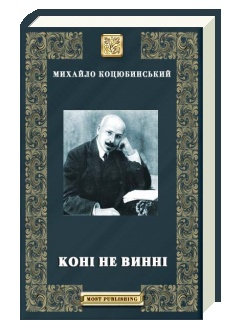 МИХАЙЛО КОЦЮБИНСЬКИЙ
КОНІ НЕ ВИННІ
MOST PUBLISHING